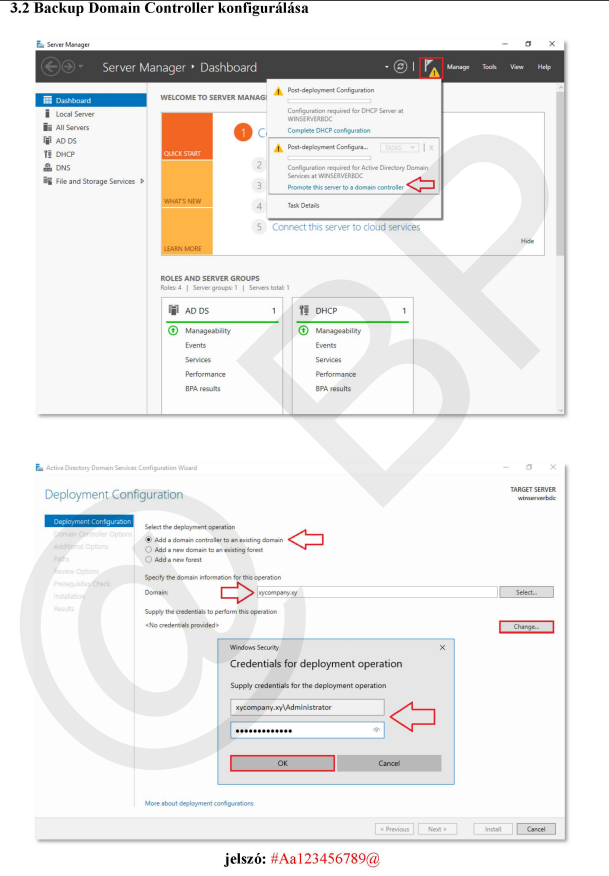 3.2 Backup Domain Controller konfigurálása
Server Manager
Server Manager • Dashboard
Manage Tools View Help
Dashboard
Local Server
All Servers
AD DS
DHCP
DNS
File and Storage Services
WELCOME TO SERVER MANAG
QUICK START
WHAT'S NEW
LEARN MORE
1
2
3
4
5 Connect this server to cloud services
Hide
Post-deployment Configuration
Configuration required for DHCP Server at
WINSERVERBDC
Complete DHCP configuration
Post-deployment Configura... TASKS X
Configuration required for Active Directory Domain
Services at WINSERVERBDC
Promote this server to a domain controller
Task Details
ROLES AND SERVER GROUPS
Roles: 4 | Server groups: 1 | Servers total: 1
AD DS 1
Manageability
Events
Services
Performance
BPA results
DHCP 1
Manageability
Events
Services
Performance
BPA results
Active Directory Domain Services Configuration Wizard
Deployment Configuration
TARGET SERVER
winserverbdc
Deployment Configuration
Domain Controller Options
Additional Options
Paths
Review Options
Prerequisites Check
Installation
Results
Select the deployment operation
Add a domain controller to an existing domain
Add a new domain to an existing forest
Add a new forest
Specify the domain information for this operation
Domain: xycompany.xy Select...
Supply the credentials to perform this operation
<No credentials provided> Change...
Windows Security
Credentials for deployment operation
Supply credentials for the deployment operation
xycompany.xy\Administrator
●●●●●●●●●●●●●
OK Cancel
More about deployment configurations
< Previous Next > Install Cancel
jelszó: #Aa123456789@
@BP